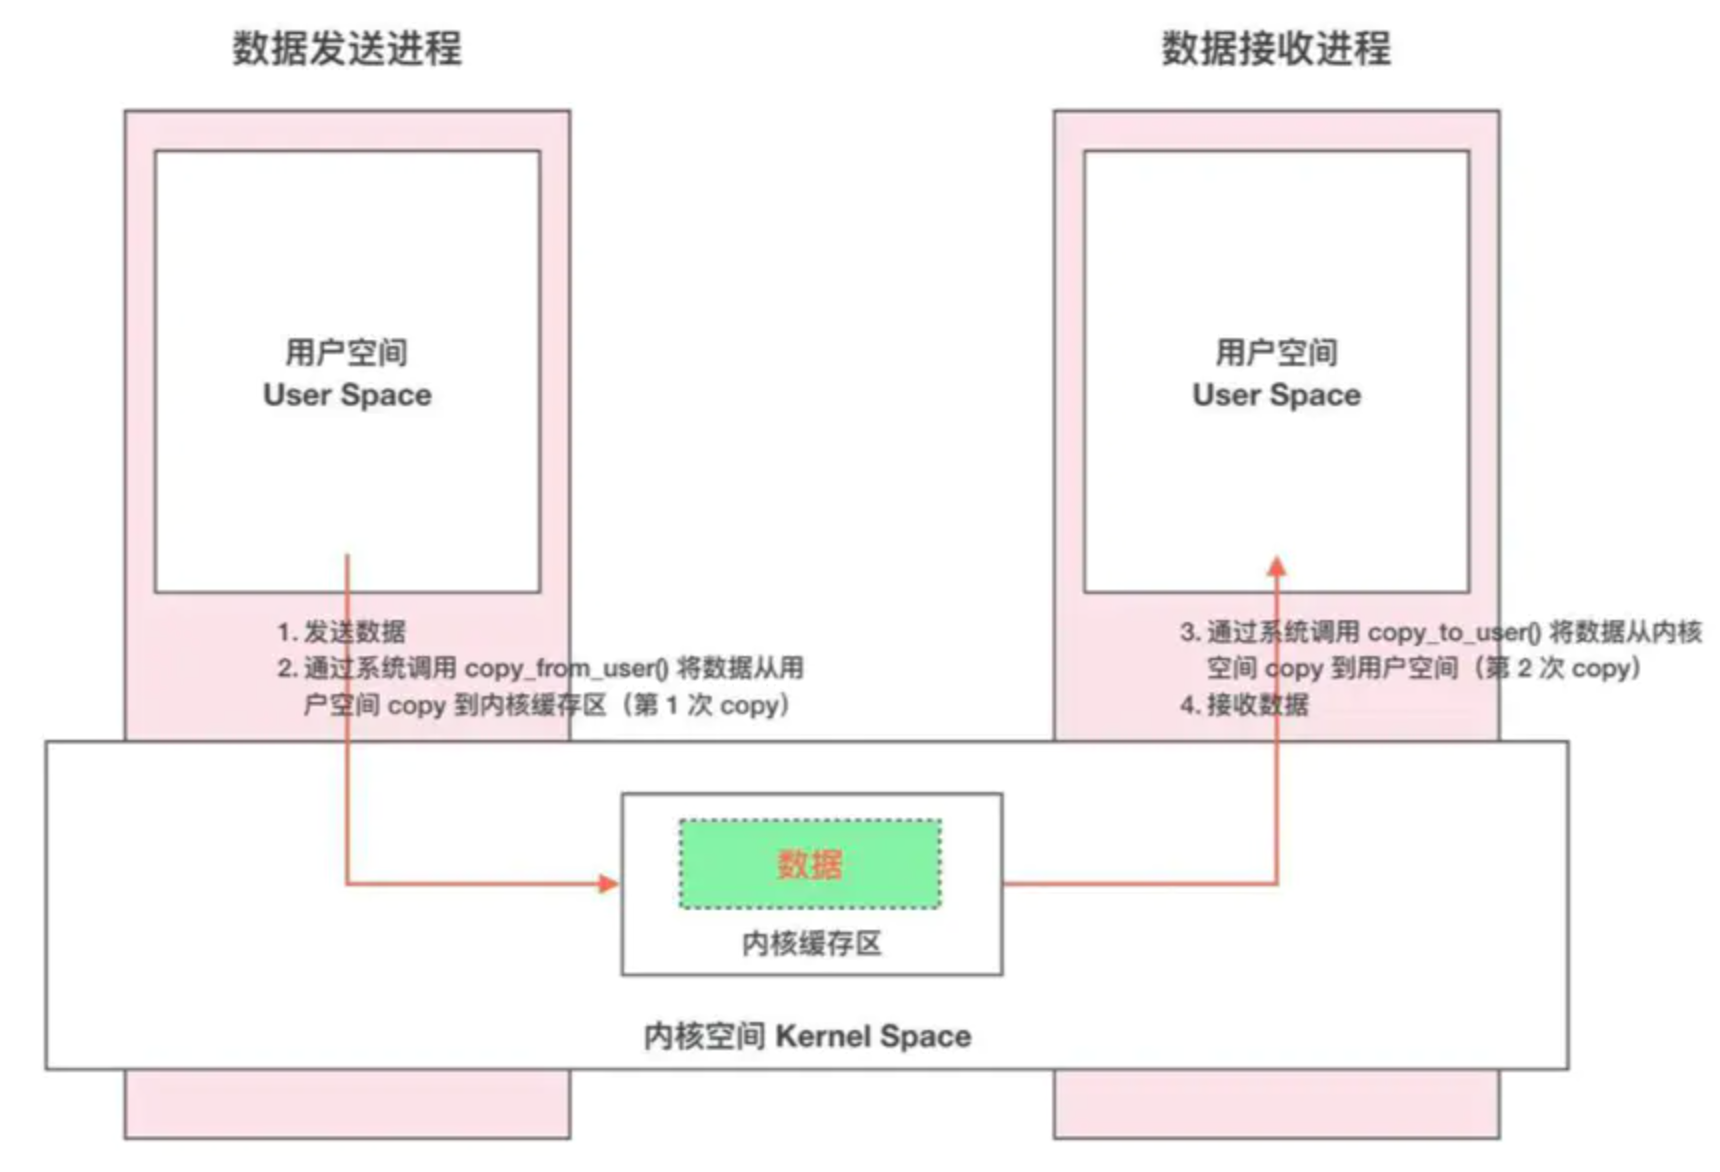 数据发送进程
数据接收进程
用户空间
User Space
用户空间
User Space
1. 发送数据
2. 通过系统调用 copy_from_user() 将数据从用
户空间 copy 到内核缓存区（第 1 次 copy）
3. 通过系统调用 copy_to_user() 将数据从内核
空间 copy 到用户空间（第 2 次 copy）
4. 接收数据
数据
内核缓存区
内核空间 Kernel Space